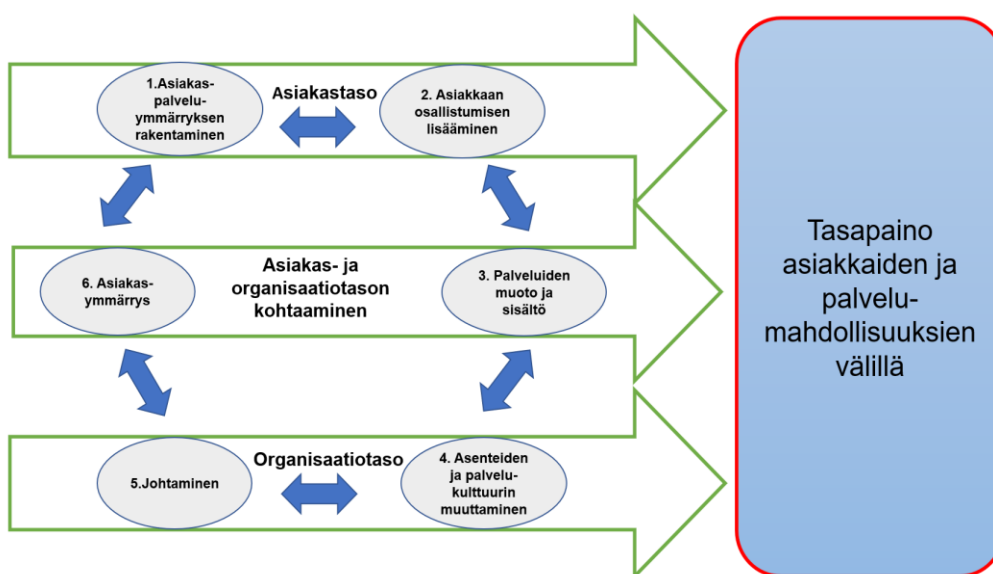 1.Asiakas-
palvelu-
ymmärryksen
rakentaminen
Asiakastaso
2. Asiakkaan
osallistumisen
lisääminen
6. Asiakas-
ymmärrys
Asiakas- ja
organisaatiotason
kohtaaminen
3. Palveluiden
muoto ja
sisältö
5.Johtaminen
Organisaatiotaso
4. Asenteiden
ja palvelu-
kulttuurin
muuttaminen
Tasapaino
asiakkaiden ja
palvelu-
mahdollisuuksien
välillä